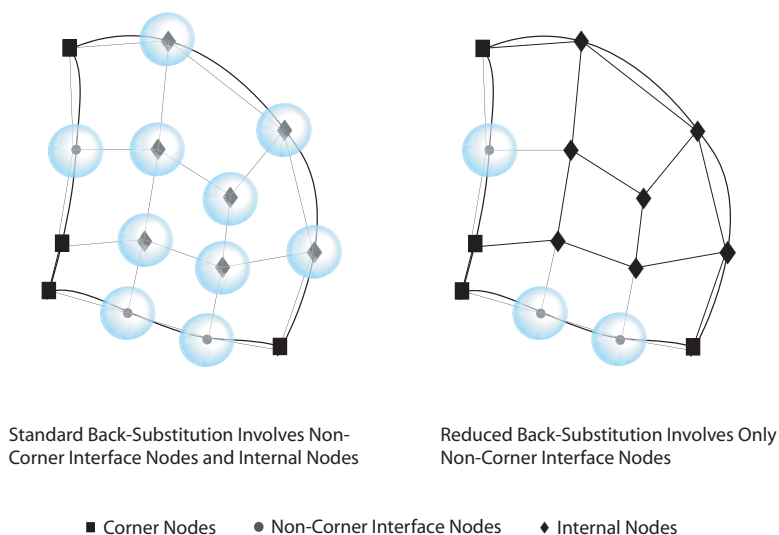 Standard Back-Substitution Involves Non-
Corner Interface Nodes and Internal Nodes
Reduced Back-Substitution Involves Only
Non-Corner Interface Nodes
Corner Nodes
Non-Corner Interface Nodes
Internal Nodes